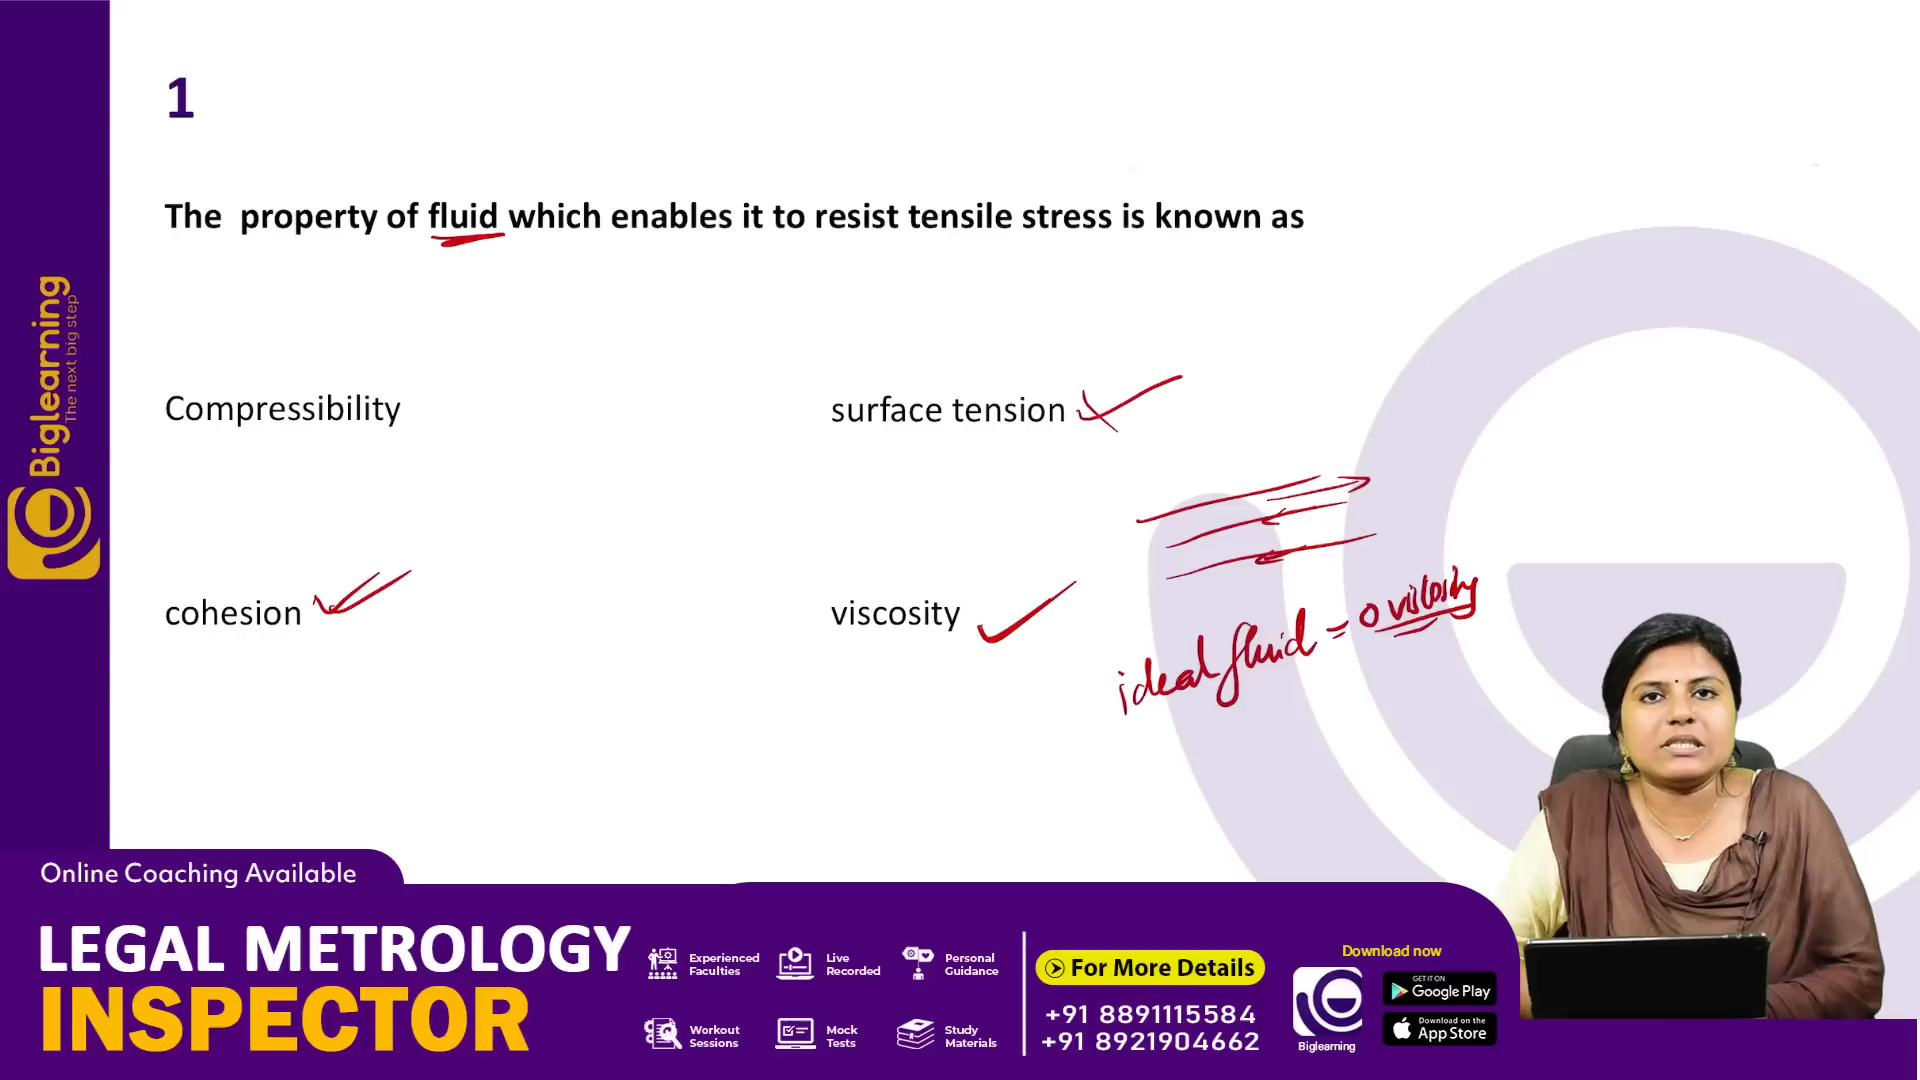 1
The property of fluid which enables it to resist tensile stress is known as
Compressibility
surface tension
cohesion
viscosity
ideal fluid = 0 viscosity
Biglearning
The next big step
Online Coaching Available
LEGAL METROLOGY
INSPECTOR
Experienced
Faculties
Live
Recorded
Personal
Guidance
Workout
Sessions
Mock
Tests
Study
Materials
For More Details
+91 8891115584
+91 8921904662
Download now
Biglearning
GET IT ON
Google Play
Download on the
App Store